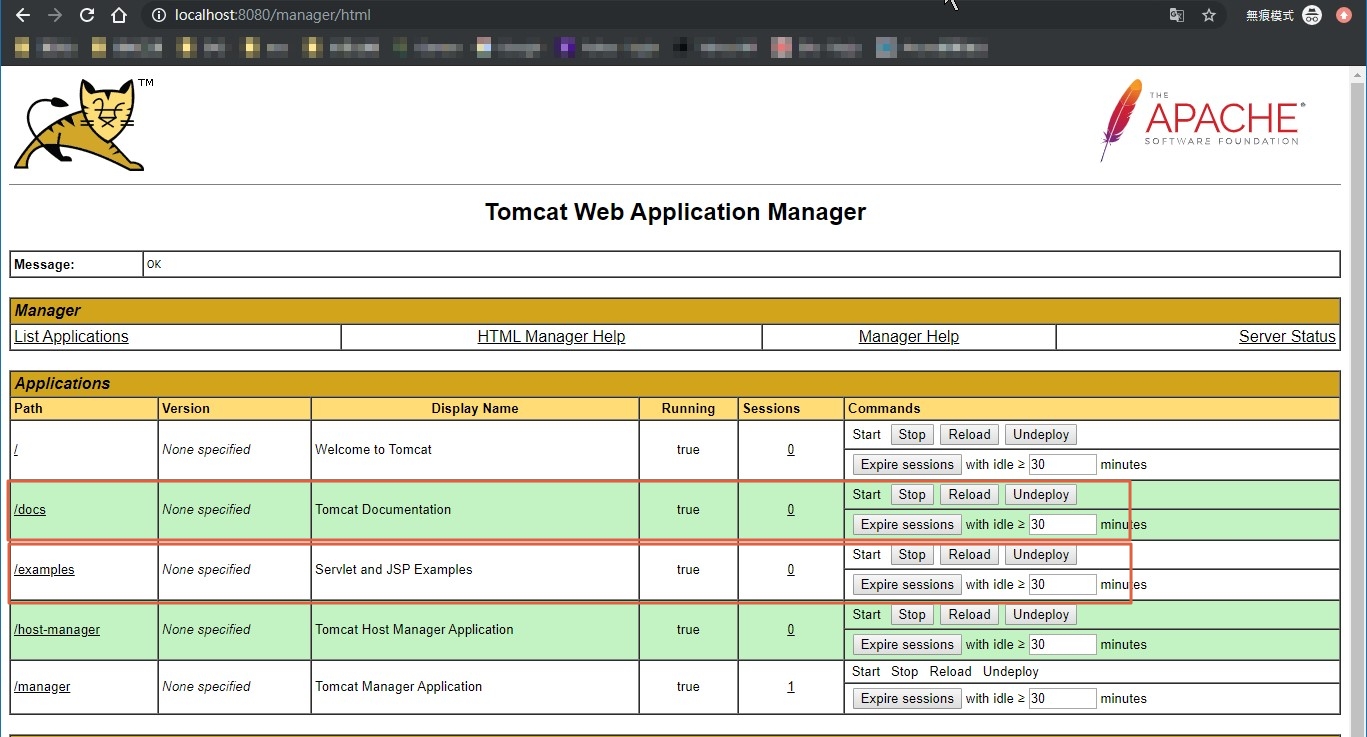 localhost:8080/manager/html
無痕模式
TM
THE
APACHE
SOFTWARE FOUNDATION
Tomcat Web Application Manager
Message: OK
Manager
List Applications HTML Manager Help Manager Help Server Status
Applications
Path Version Display Name Running Sessions Commands
/ None specified Welcome to Tomcat true 0 Start Stop Reload Undeploy
Expire sessions with idle ≥ 30 minutes
/docs None specified Tomcat Documentation true 0 Start Stop Reload Undeploy
Expire sessions with idle ≥ 30 minutes
/examples None specified Servlet and JSP Examples true 0 Start Stop Reload Undeploy
Expire sessions with idle ≥ 30 minutes
/host-manager None specified Tomcat Host Manager Application true 0 Start Stop Reload Undeploy
Expire sessions with idle ≥ 30 minutes
/manager None specified Tomcat Manager Application true 1 Start Stop Reload Undeploy
Expire sessions with idle ≥ 30 minutes